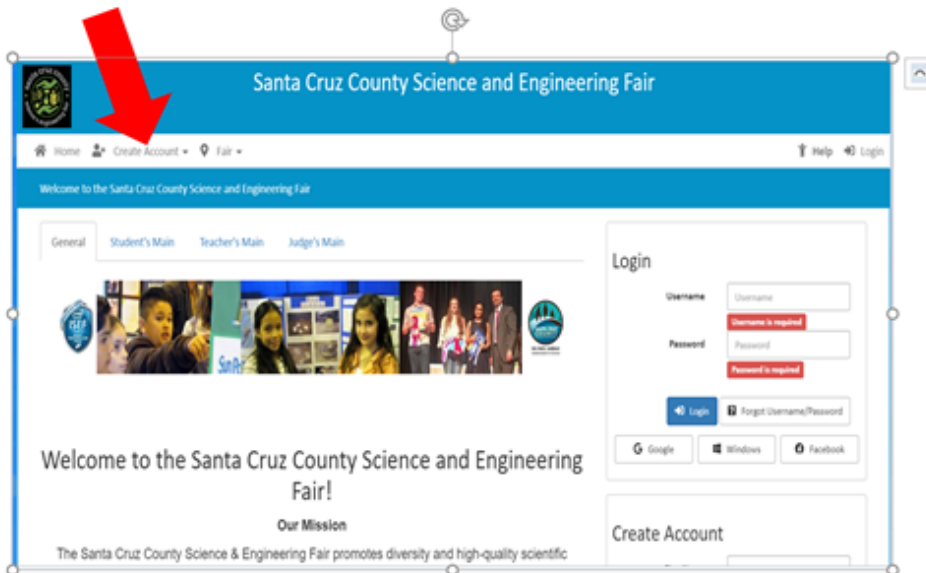 Santa Cruz County Science and Engineering Fair
Home Create Account Fair Help Login
Welcome to the Santa Cruz County Science and Engineering Fair
General Student's Main Teacher's Main Judge's Main
Login
Username Username
Username is required
Password Password
Password is required
Login Forgot Username/Password
Google Windows Facebook
ISEF
Sun Po
Welcome to the Santa Cruz County Science and Engineering
Fair!
Our Mission
The Santa Cruz County Science & Engineering Fair promotes diversity and high-quality scientific
Create Account